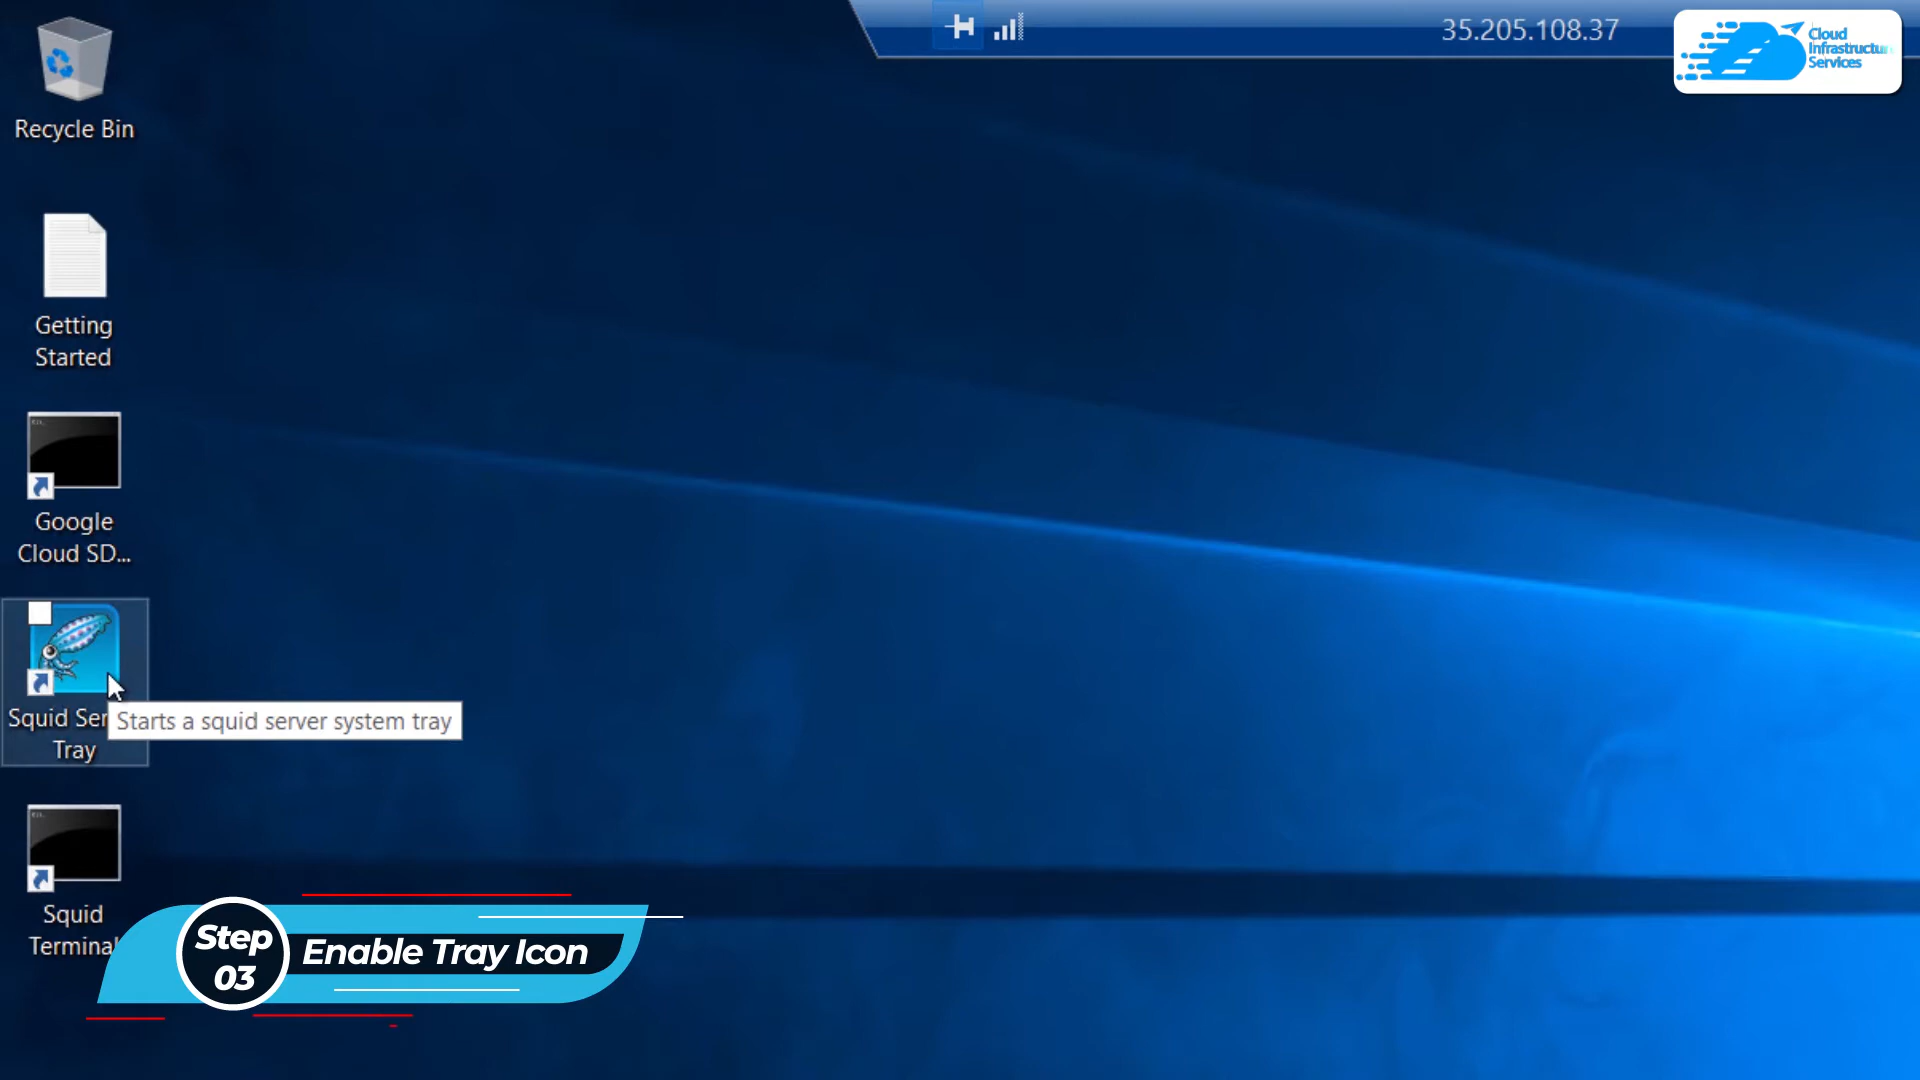 35.205.108.37
Cloud
Infrastructu
Services
Recycle Bin
Getting
Started
Google
Cloud SD...
Squid Ser
Tray
Starts a squid server system tray
Squid
Terminal
Step
03
Enable Tray Icon